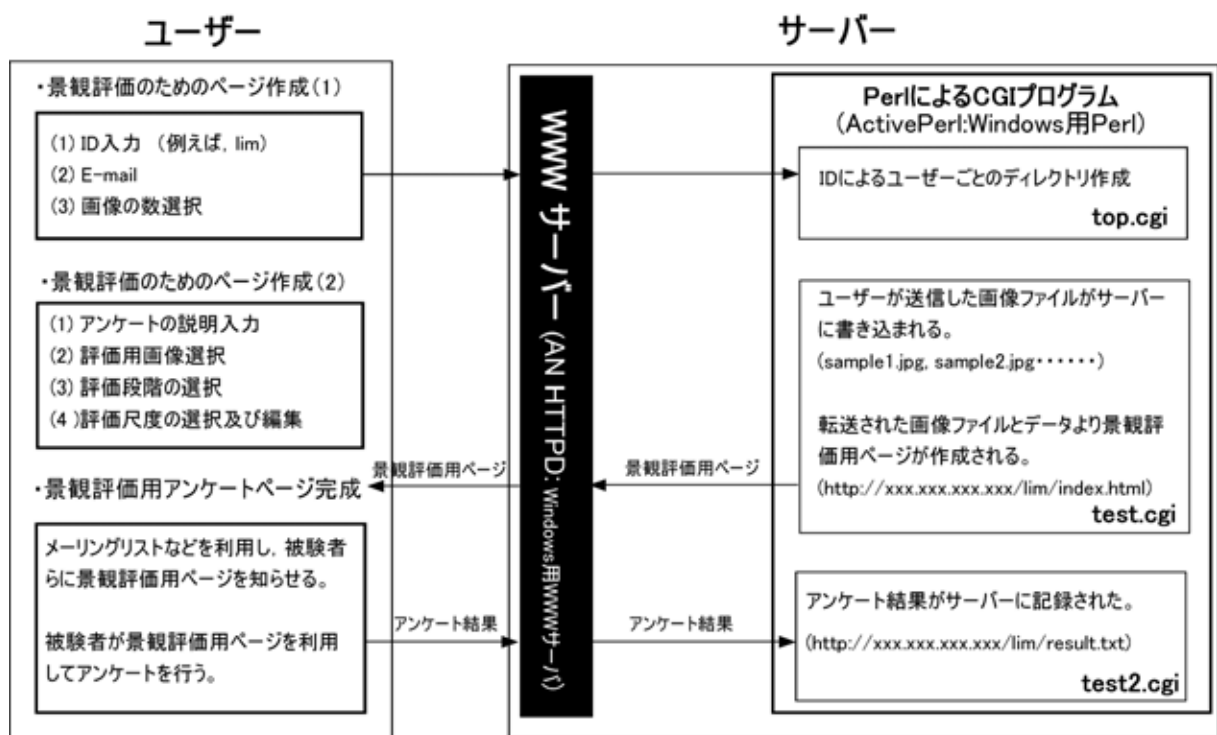 ユーザー
サーバー
・景観評価のためのページ作成(1)
(1) ID入力 (例えば, lim)
(2) E-mail
(3) 画像の数選択
・景観評価のためのページ作成(2)
(1) アンケートの説明入力
(2) 評価用画像選択
(3) 評価段階の選択
(4 )評価尺度の選択及び編集
景観評価用ページ
・景観評価用アンケートページ完成
メーリングリストなどを利用し, 被験者
らに景観評価用ページを知らせる。
被験者が景観評価用ページを利用
してアンケートを行う。
アンケート結果
WWW サーバー (AN HTTPD: Windows用WWWサーバ)
景観評価用ページ
アンケート結果
PerlによるCGIプログラム
(ActivePerl:Windows用Perl)
IDによるユーザーごとのディレクトリ作成
top.cgi
ユーザーが送信した画像ファイルがサーバー
に書き込まれる。
(sample1.jpg, sample2.jpg・・・・・・)
転送された画像ファイルとデータより景観評
価用ページが作成される。
(http://xxx.xxx.xxx.xxx/lim/index.html)
test.cgi
アンケート結果がサーバーに記録された。
(http://xxx.xxx.xxx.xxx/lim/result.txt)
test2.cgi